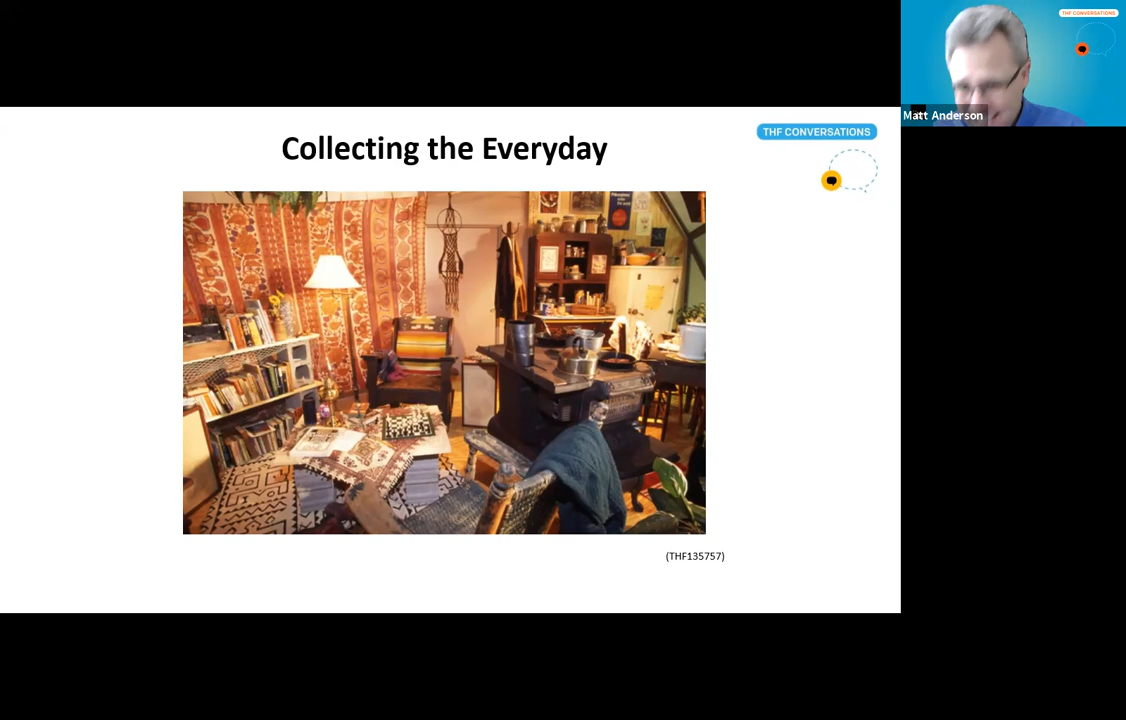 THF CONVERSATIONS
Matt Anderson
Collecting the Everyday
THF CONVERSATIONS
(THF135757)